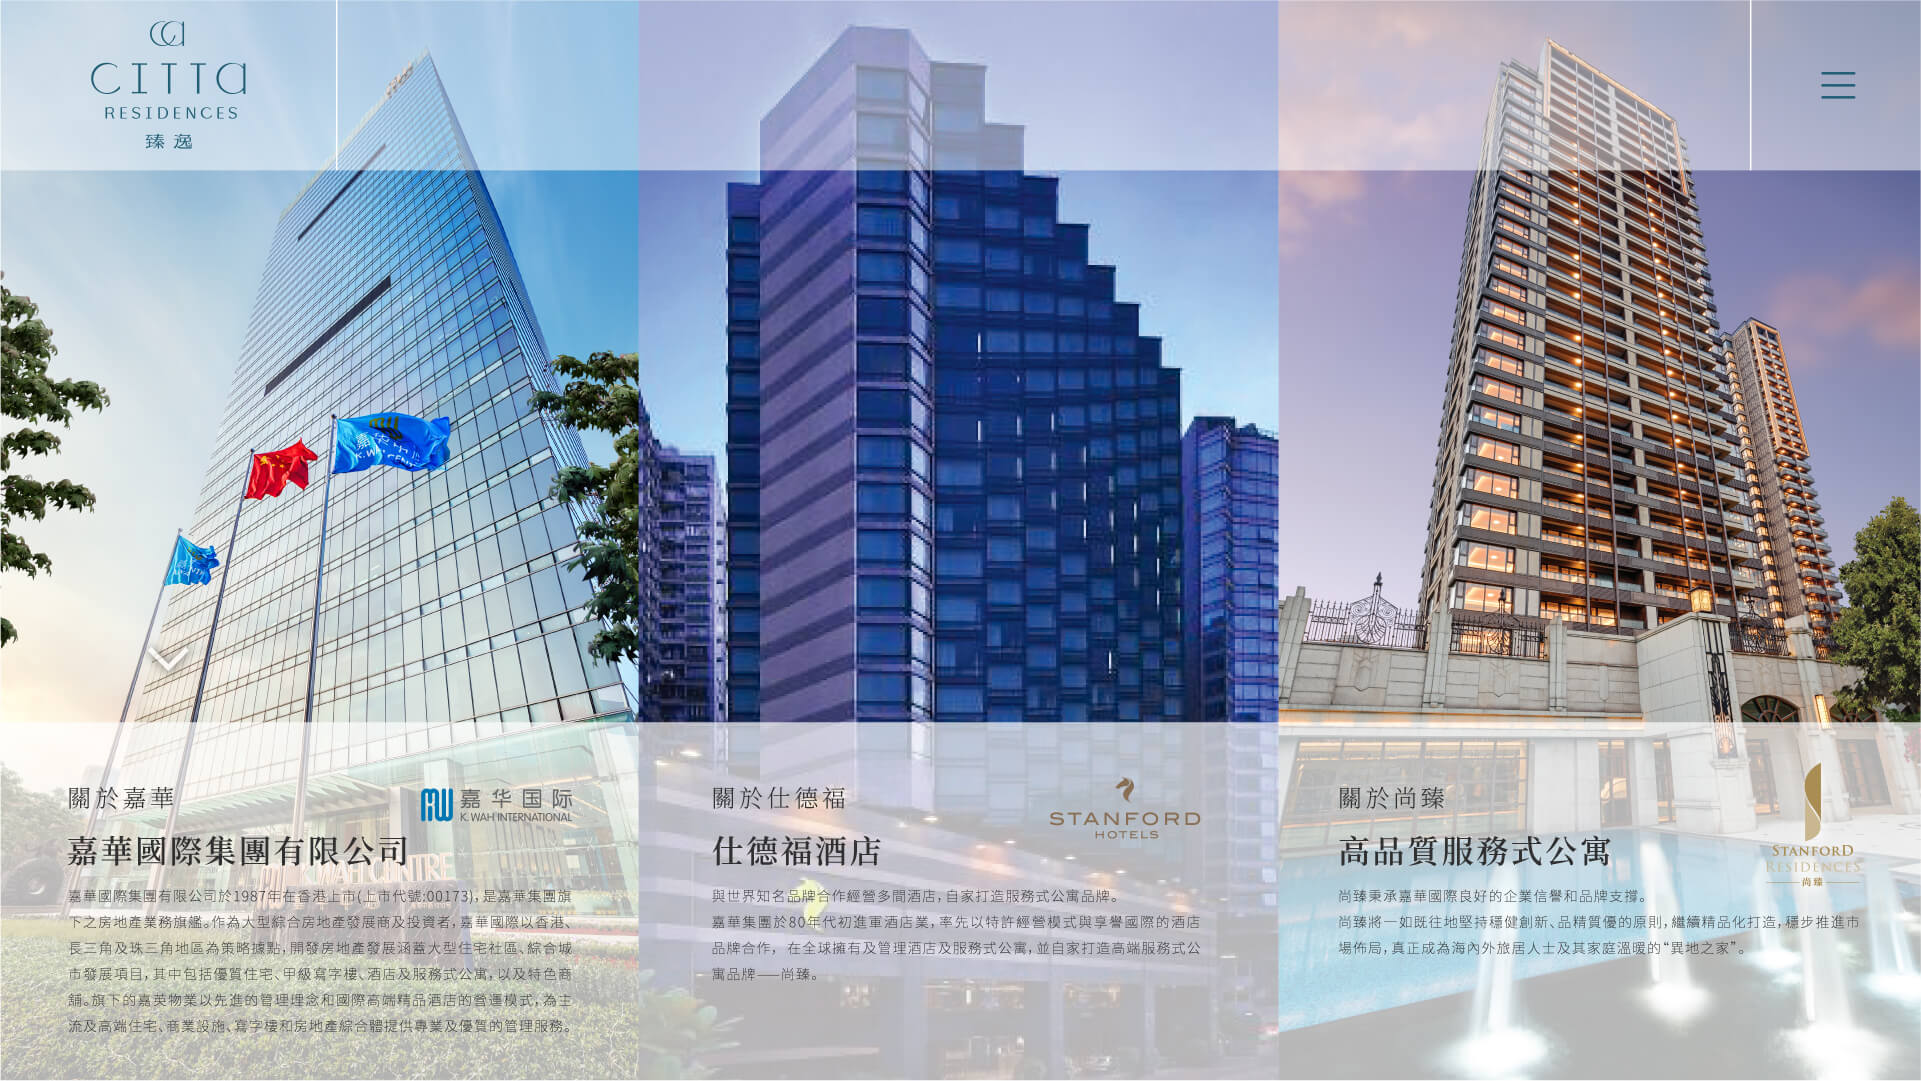 ca
CITTA
RESIDENCES
臻逸
嘉华中心
K.WAH CENTRE
關於嘉華
嘉华国际
K. WAH INTERNATIONAL
嘉華國際集團有限公司
K.WAH CENTRE
嘉華國際集團有限公司於1987年在香港上市(上市代號:00173),是嘉華集團旗
下之房地產業務旗艦。作為大型綜合房地產發展商及投資者,嘉華國際以香港、
長三角及珠三角地區為策略據點,開發房地產發展涵蓋大型住宅社區、綜合城
市發展項目,其中包括優質住宅、甲級寫字樓、酒店及服務式公寓,以及特色商
舖。旗下的嘉英物業以先進的管理理念和國際高端精品酒店的營運模式,為主
流及高端住宅、商業設施、寫字樓和房地產綜合體提供專業及優質的管理服務。
關於仕德福
STANFORD
HOTELS
仕德福酒店
與世界知名品牌合作經營多間酒店,自家打造服務式公寓品牌。
嘉華集團於80年代初進軍酒店業,率先以特許經營模式與享譽國際的酒店
品牌合作, 在全球擁有及管理酒店及服務式公寓,並自家打造高端服務式公
寓品牌——尚臻。
關於尚臻
高品質服務式公寓
STANFORD
RESIDENCES
尚臻
尚臻秉承嘉華國際良好的企業信譽和品牌支撐。
尚臻將一如既往地堅持穩健創新、品精質優的原則,繼續精品化打造,穩步推進市
場佈局,真正成為海內外旅居人士及其家庭溫暖的“異地之家”。